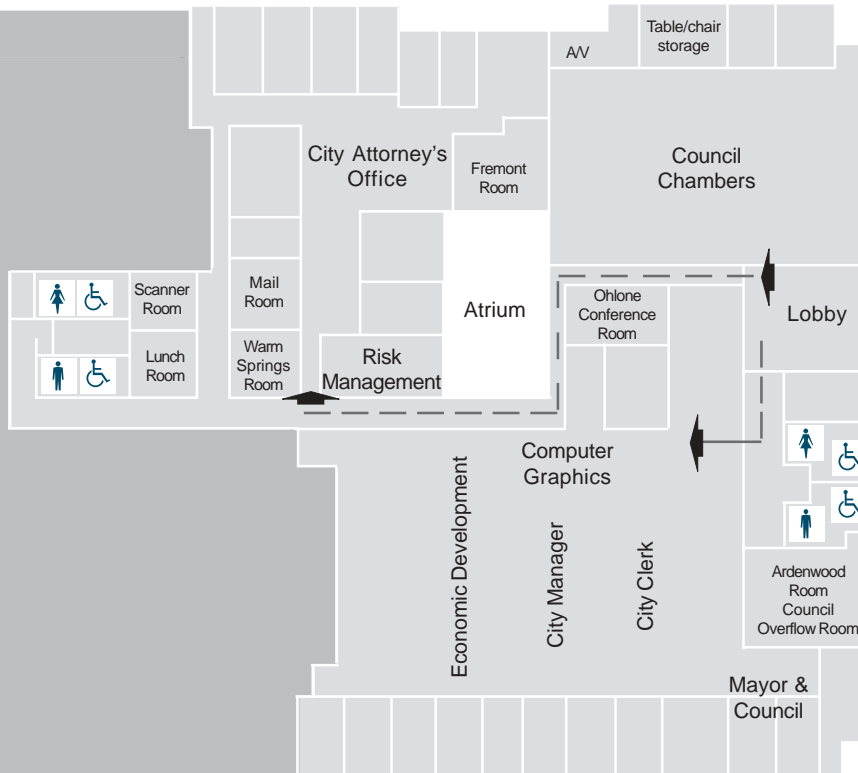 Table/chair
storage
A/V
City Attorney's
Office
Fremont
Room
Council
Chambers
Scanner
Room
Mail
Room
Atrium
Ohlone
Conference
Room
Lobby
Lunch
Room
Warm
Springs
Room
Risk
Management
Computer
Graphics
Economic Development
City Manager
City Clerk
Ardenwood
Room
Council
Overflow Room
Mayor &
Council